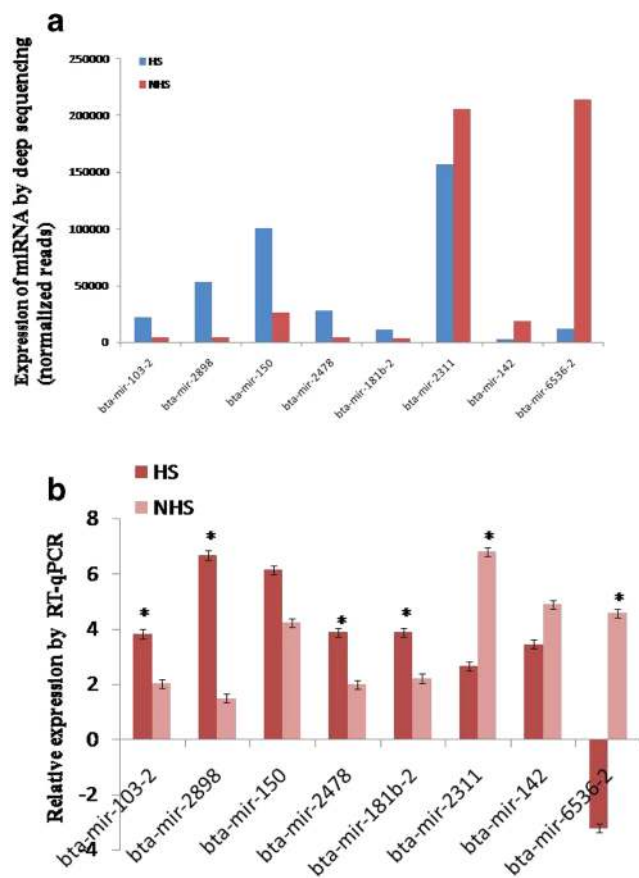 a
HS
NHS
Expression of miRNA by deep sequencing
(normalized reads)
250000
200000
150000
100000
50000
0
bta-mir-103-2
bta-mir-2898
bta-mir-150
bta-mir-2478
bta-mir-181b-2
bta-mir-2311
bta-mir-142
bta-mir-6536-2
b
HS
NHS
Relative expression by RT-qPCR
8
6
4
2
0
-2
4
* * * * * *
bta-mir-103-2
bta-mir-2898
bta-mir-150
bta-mir-2478
bta-mir-181b-2
bta-mir-2311
bta-mir-142
bta-mir-6536-2